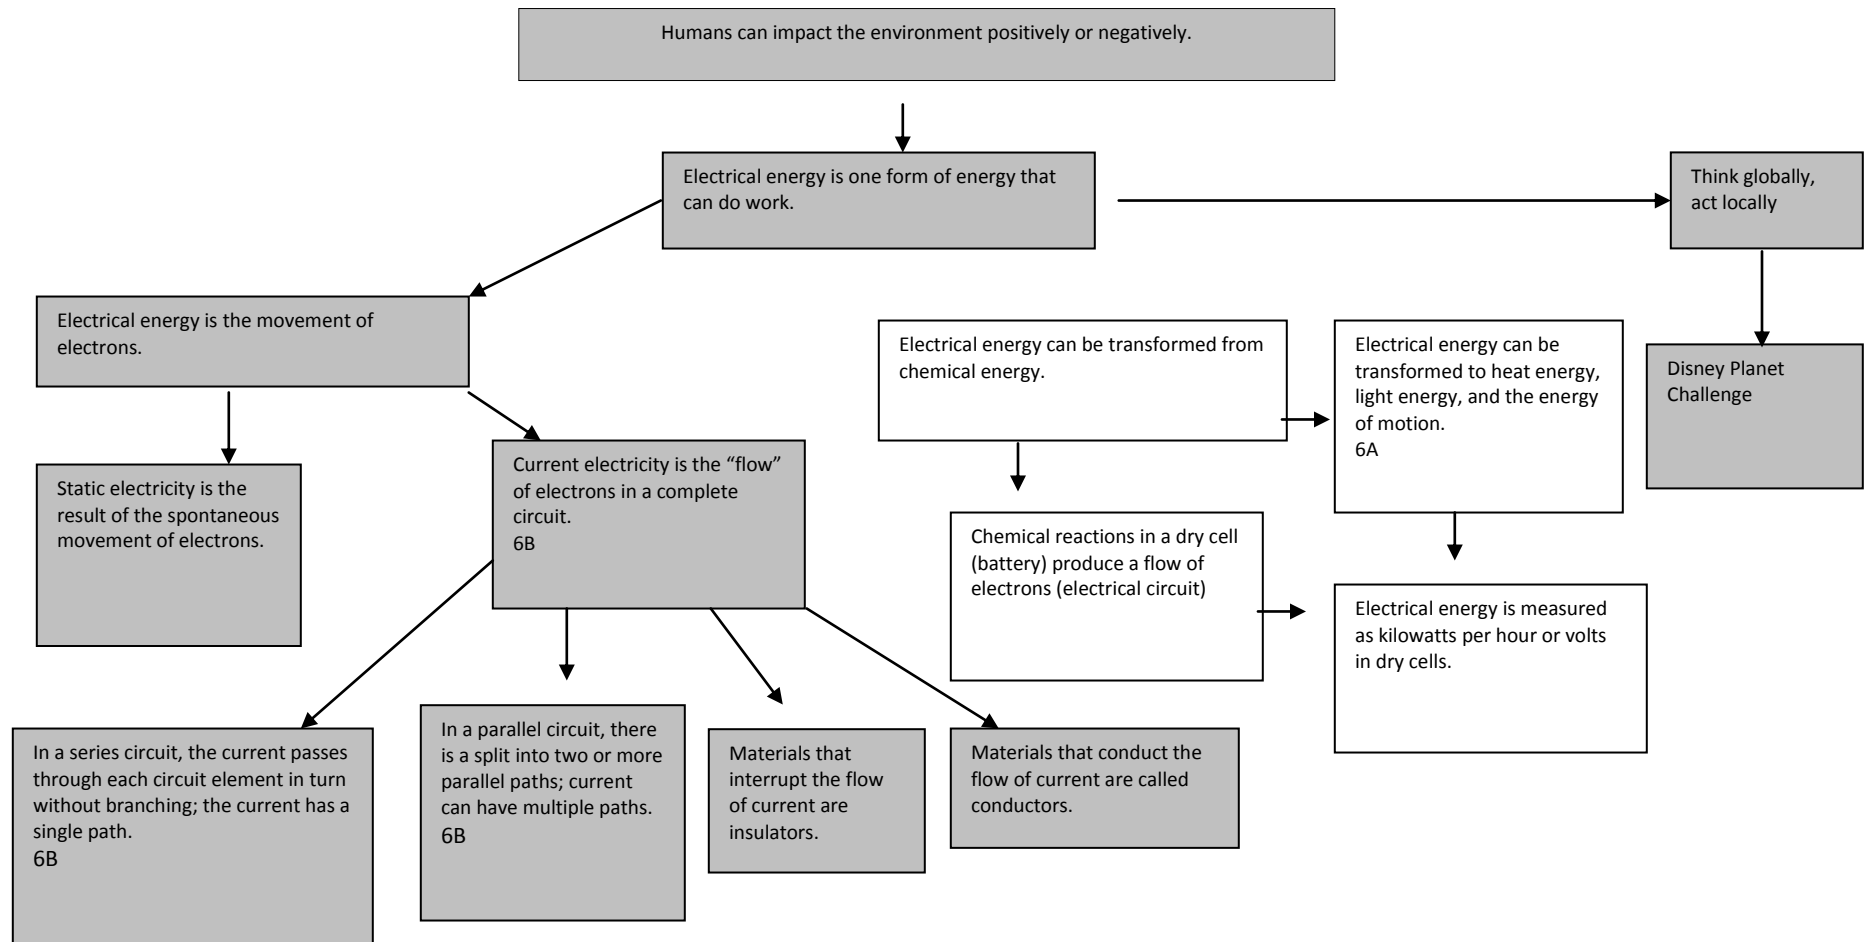 Humans can impact the environment positively or negatively.
Electrical energy is one form of energy that
can do work.
Think globally,
act locally
Electrical energy is the movement of
electrons.
Electrical energy can be transformed from
chemical energy.
Electrical energy can be
transformed to heat energy,
light energy, and the energy
of motion.
6A
Disney Planet
Challenge
Static electricity is the
result of the spontaneous
movement of electrons.
Current electricity is the “flow”
of electrons in a complete
circuit.
6B
Chemical reactions in a dry cell
(battery) produce a flow of
electrons (electrical circuit)
Electrical energy is measured
as kilowatts per hour or volts
in dry cells.
In a series circuit, the current passes
through each circuit element in turn
without branching; the current has a
single path.
6B
In a parallel circuit, there
is a split into two or more
parallel paths; current
can have multiple paths.
6B
Materials that
interrupt the flow
of current are
insulators.
Materials that conduct the
flow of current are called
conductors.